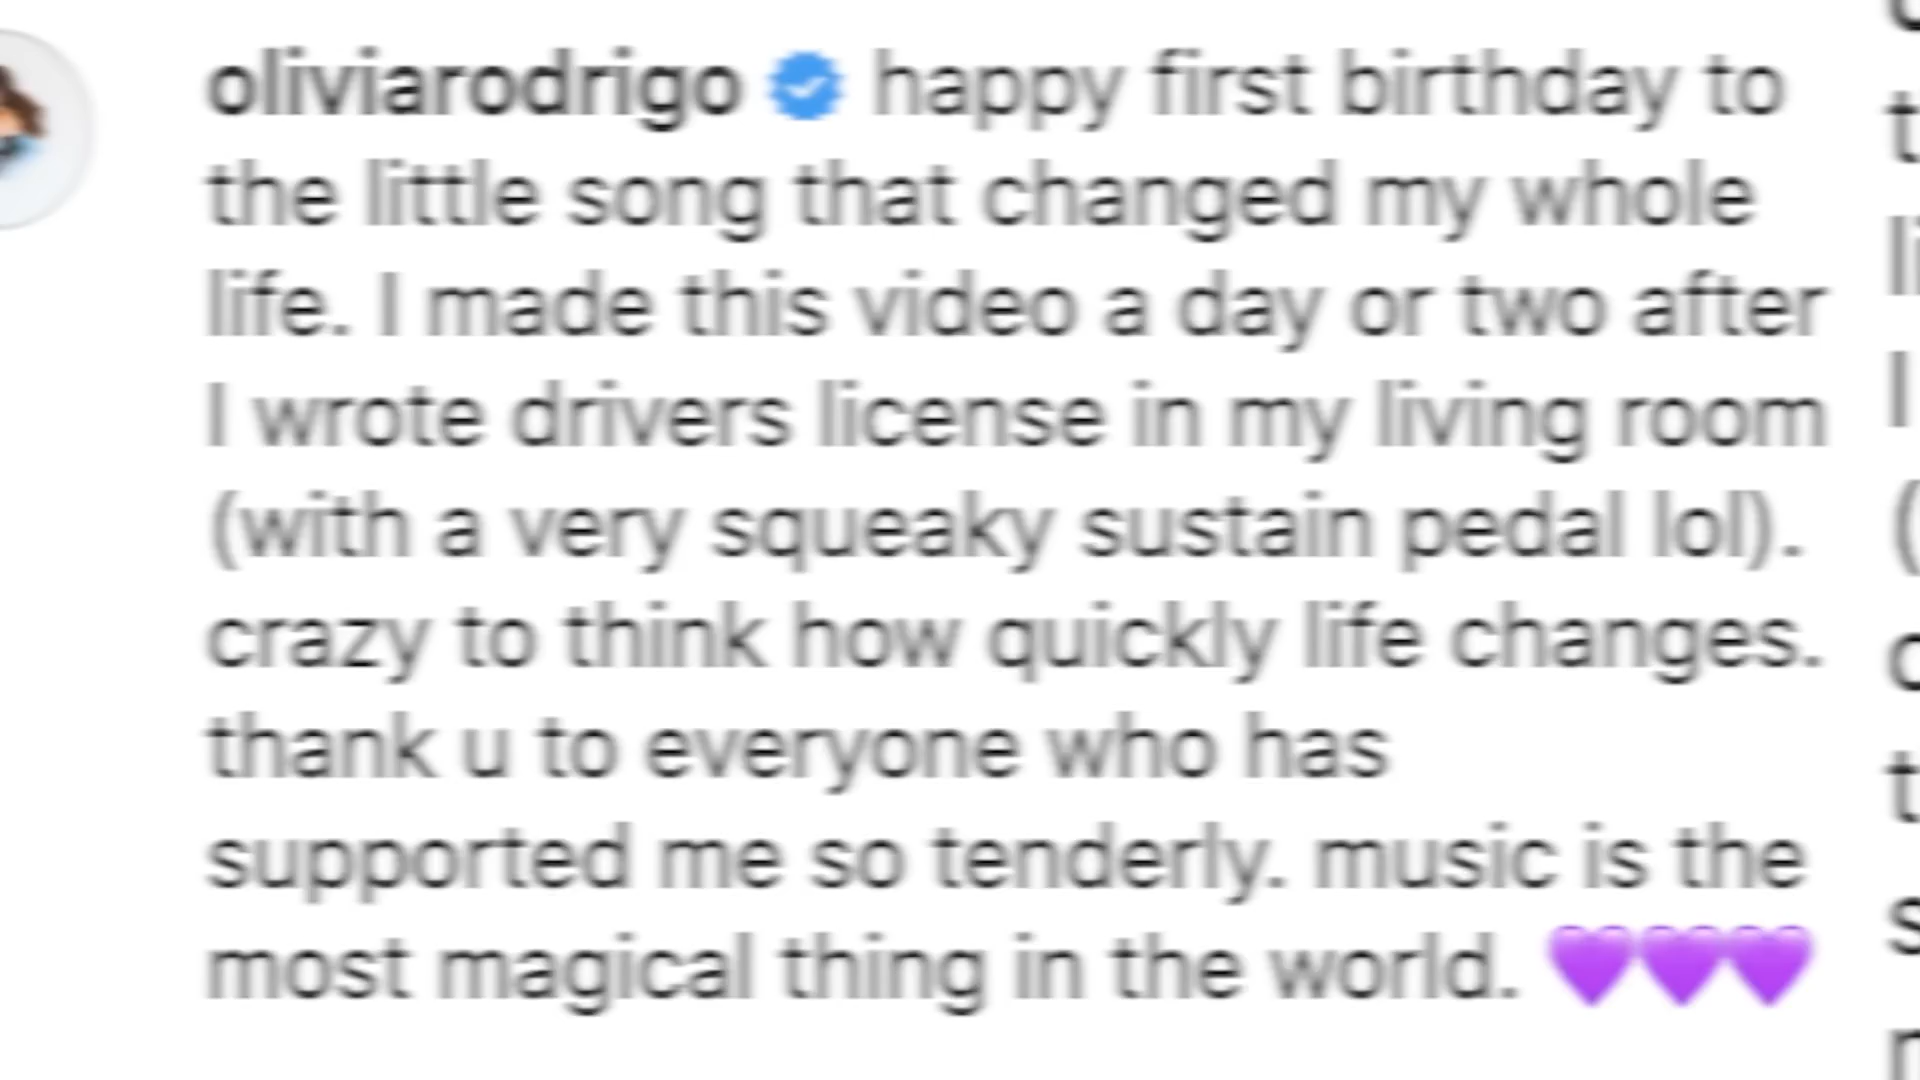 oliviarodrigo happy first birthday to
the little song that changed my whole
life. I made this video a day or two after
I wrote drivers license in my living room
(with a very squeaky sustain pedal lol).
crazy to think how quickly life changes.
thank u to everyone who has
supported me so tenderly. music is the
most magical thing in the world. 💜💜💜